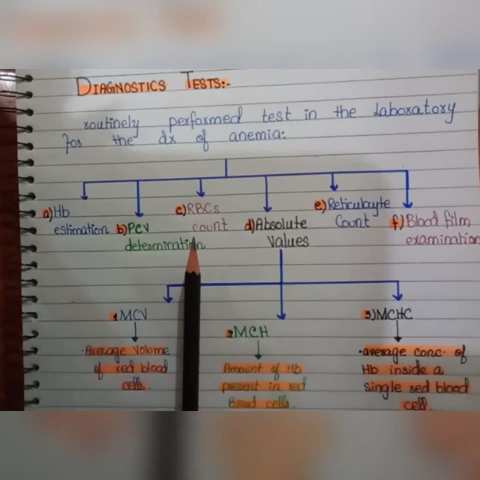 DIAGNOSTICS TESTS:-
routinely performed test in the Laboratory
for the dx of anemia:
a) Hb
estimation
b) PCV
determination
c) RBCs
count
d) Absolute
Values
e) Reticulocyte
Count
f) Blood film
examination
1 MCV
• Average Volume
of red blood
cells.
2 MCH
Amount of Hb
present in red
Blood cells.
3) MCHC
• average conc. of
Hb inside a
single red blood
cell.